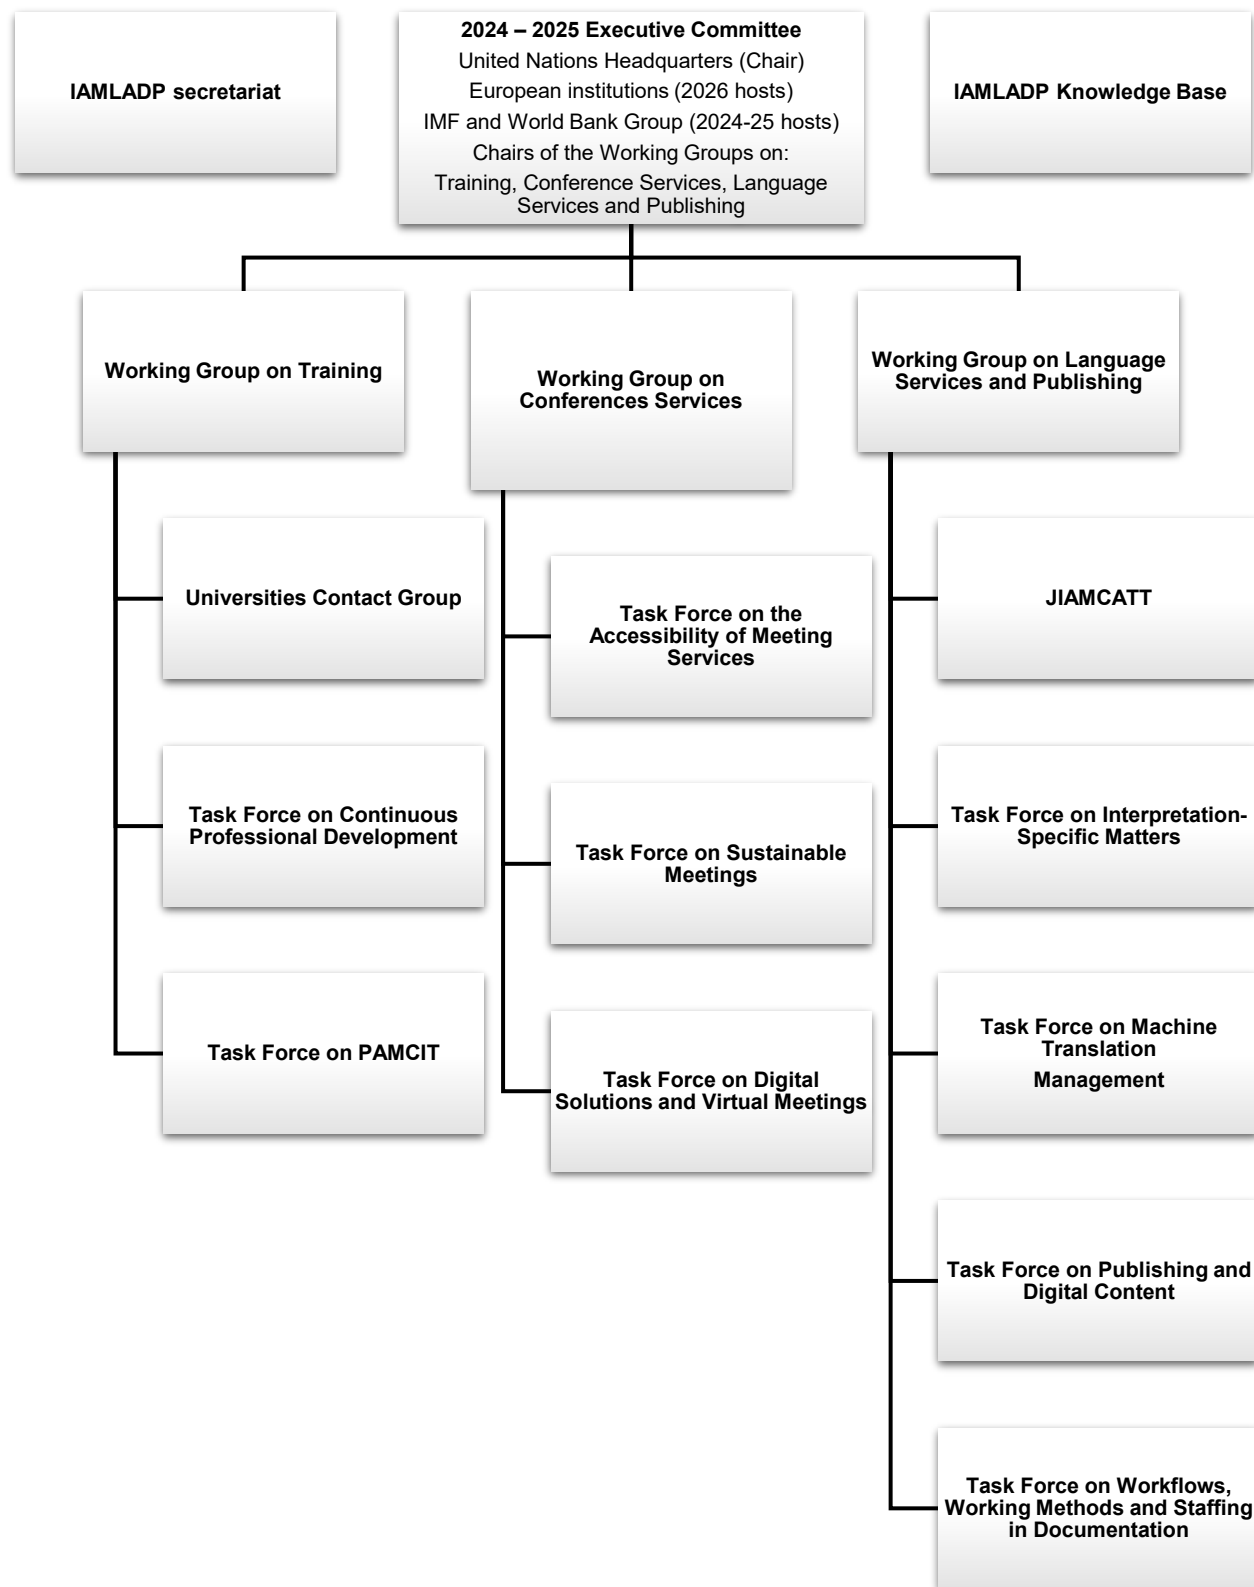 IAMLADP secretariat
2024 – 2025 Executive Committee
United Nations Headquarters (Chair)
European institutions (2026 hosts)
IMF and World Bank Group (2024-25 hosts)
Chairs of the Working Groups on:
Training, Conference Services, Language
Services and Publishing
IAMLADP Knowledge Base
Working Group on Training
Universities Contact Group
Task Force on Continuous
Professional Development
Task Force on PAMCIT
Working Group on
Conferences Services
Task Force on the
Accessibility of Meeting
Services
Task Force on Sustainable
Meetings
Task Force on Digital
Solutions and Virtual Meetings
Working Group on Language
Services and Publishing
JIAMCATT
Task Force on Interpretation-
Specific Matters
Task Force on Machine
Translation
Management
Task Force on Publishing and
Digital Content
Task Force on Workflows,
Working Methods and Staffing
in Documentation